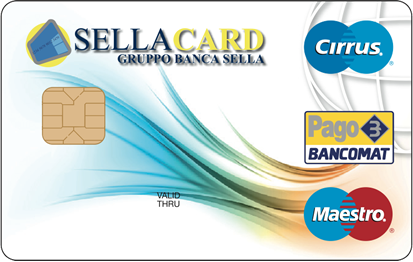 SELLACARD
GRUPPO BANCA SELLA
Cirrus®
Pago
BANCOMAT
VALID
THRU
Maestro®